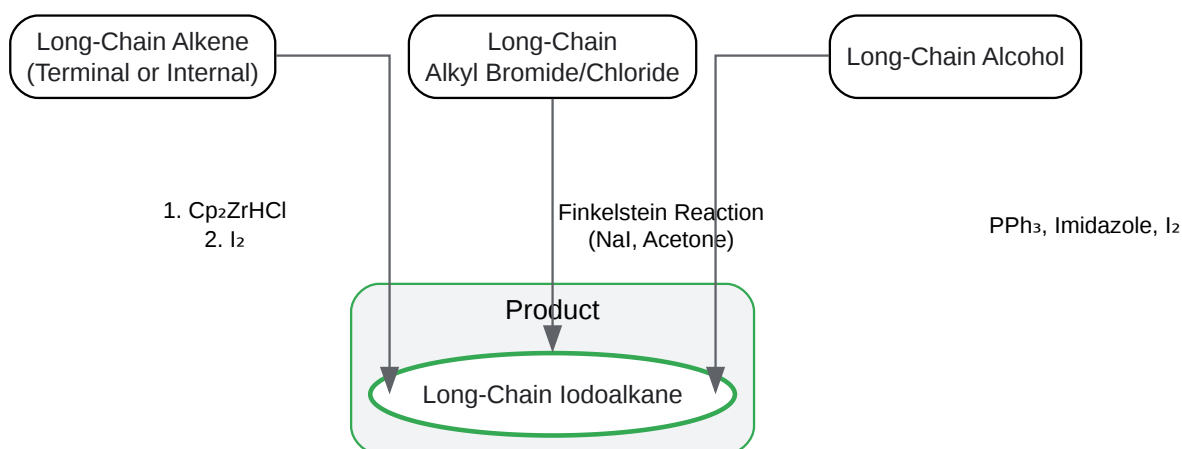 Long-Chain Alkene
(Terminal or Internal)
Long-Chain
Alkyl Bromide/Chloride
Long-Chain Alcohol
1. Cp₂ZrHCl
2. I₂
Finkelstein Reaction
(NaI, Acetone)
PPh₃, Imidazole, I₂
Product
Long-Chain Iodoalkane